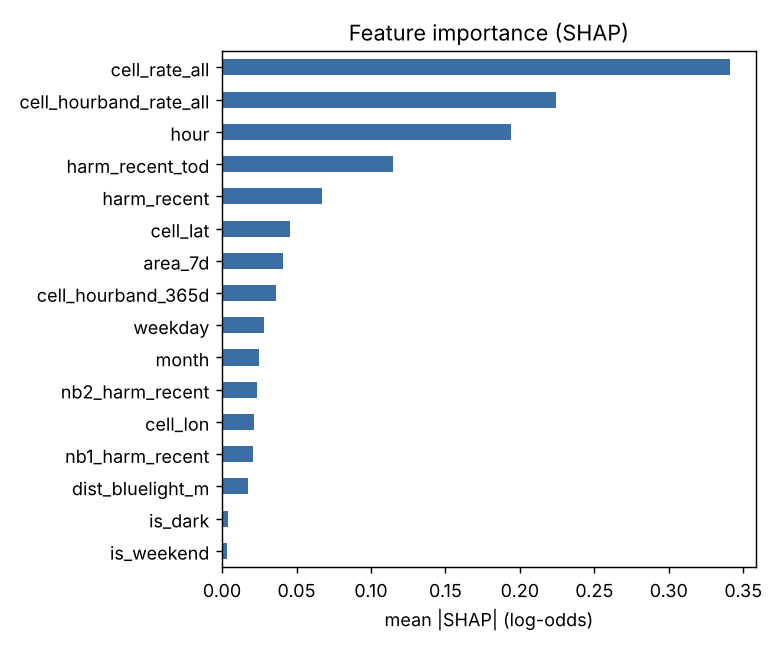 Feature importance (SHAP)
cell_rate_all
cell_hourband_rate_all
hour
harm_recent_tod
harm_recent
cell_lat
area_7d
cell_hourband_365d
weekday
month
nb2_harm_recent
cell_lon
nb1_harm_recent
dist_bluelight_m
is_dark
is_weekend
0.00 0.05 0.10 0.15 0.20 0.25 0.30 0.35
mean |SHAP| (log-odds)